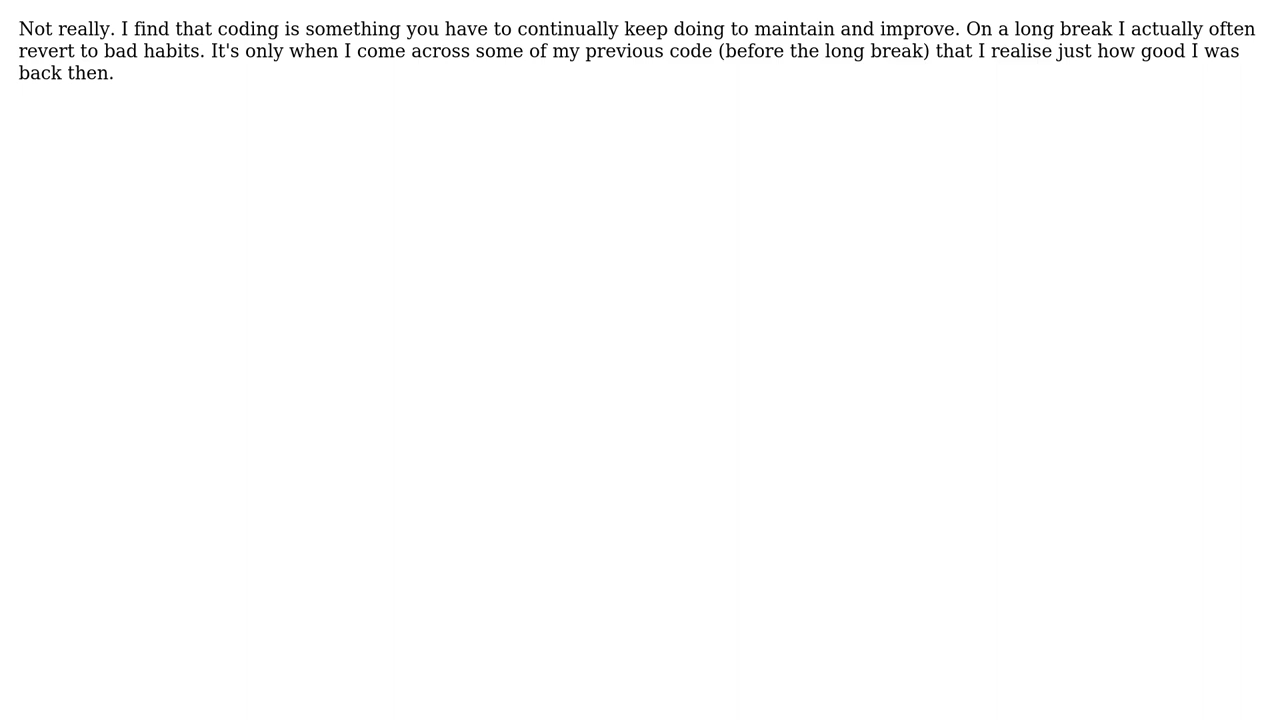 Not really. I find that coding is something you have to continually keep doing to maintain and improve. On a long break I actually often
revert to bad habits. It's only when I come across some of my previous code (before the long break) that I realise just how good I was
back then.